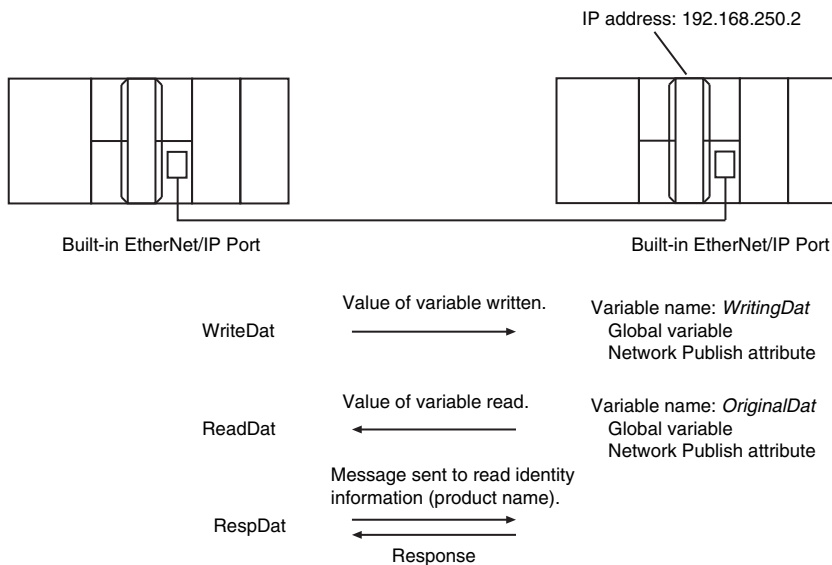 IP address: 192.168.250.2
Built-in EtherNet/IP Port
Built-in EtherNet/IP Port
WriteDat
Value of variable written.
Variable name: WritingDat
Global variable
Network Publish attribute
ReadDat
Value of variable read.
Variable name: OriginalDat
Global variable
Network Publish attribute
RespDat
Message sent to read identity
information (product name).
Response